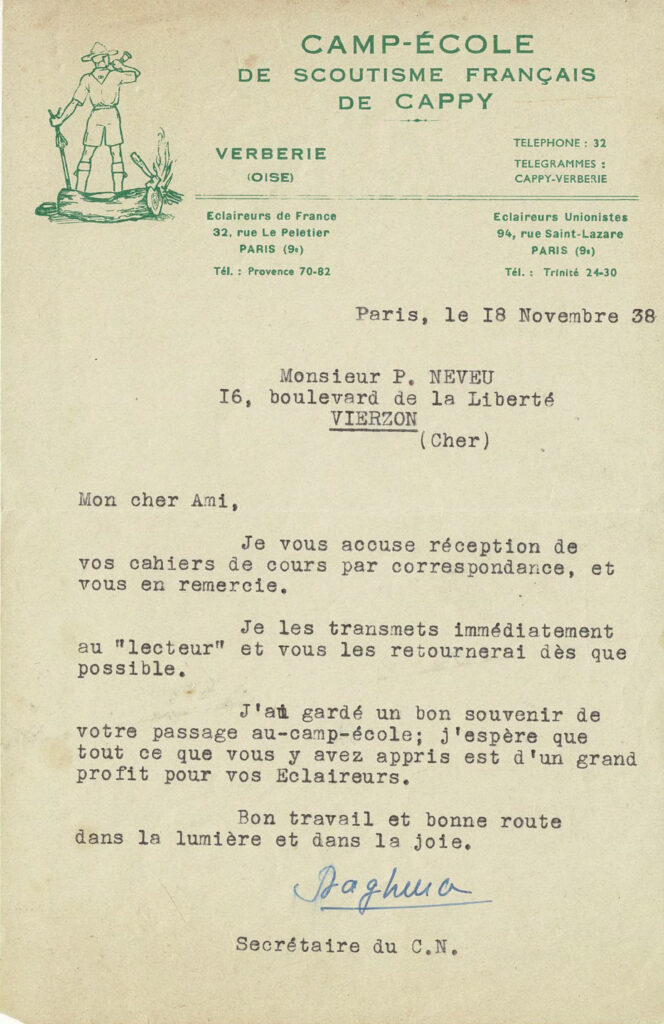 CAMP-ÉCOLE
DE SCOUTISME FRANÇAIS
DE CAPPY
VERBERIE
(OISE)
TELEPHONE : 32
TELEGRAMMES :
CAPPY-VERBERIE
Eclaireurs de France
32, rue Le Peletier
PARIS (9e)
Tél. : Provence 70-82
Eclaireurs Unionistes
94, rue Saint-Lazare
PARIS (9e)
Tél. : Trinité 24-30
Paris, le I8 Novembre 38
Monsieur P. NEVEU
I6, boulevard de la Liberté
VIERZON
(Cher)
Mon cher Ami,
Je vous accuse réception de
vos cahiers de cours par correspondance, et
vous en remercie.
Je les transmets immédiatement
au "lecteur" et vous les retournerai dès que
possible.
J'ai gardé un bon souvenir de
votre passage au-camp-école; j'espère que
tout ce que vous y avez appris est d'un grand
profit pour vos Eclaireurs.
Bon travail et bonne route
dans la lumière et dans la joie.
Bagheera
Secrétaire du C.N.